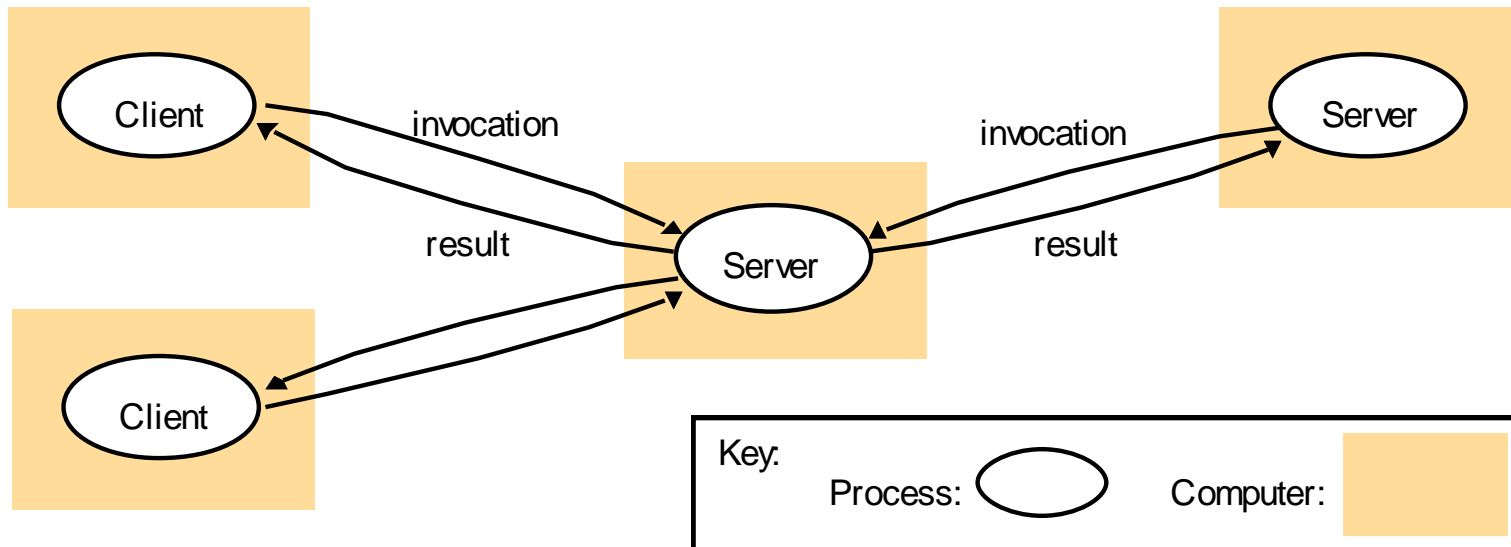 Client
invocation
result
Server
invocation
result
Server
Client
Key:
Process:
Computer: